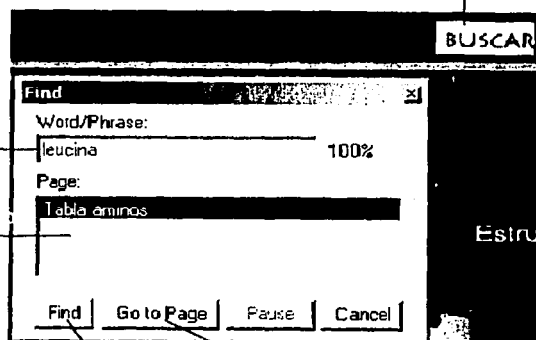 BUSCAR
Find
Word/Phrase:
leucina 100%
Page:
Tabla aminos
Estru
Find Go to Page Pause Cancel